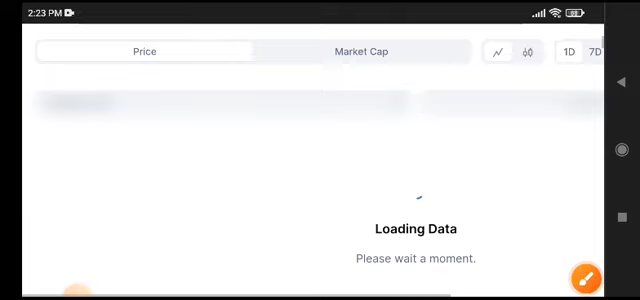 2:23 PM
Price
Market Cap
1D
7D
Loading Data
Please wait a moment.